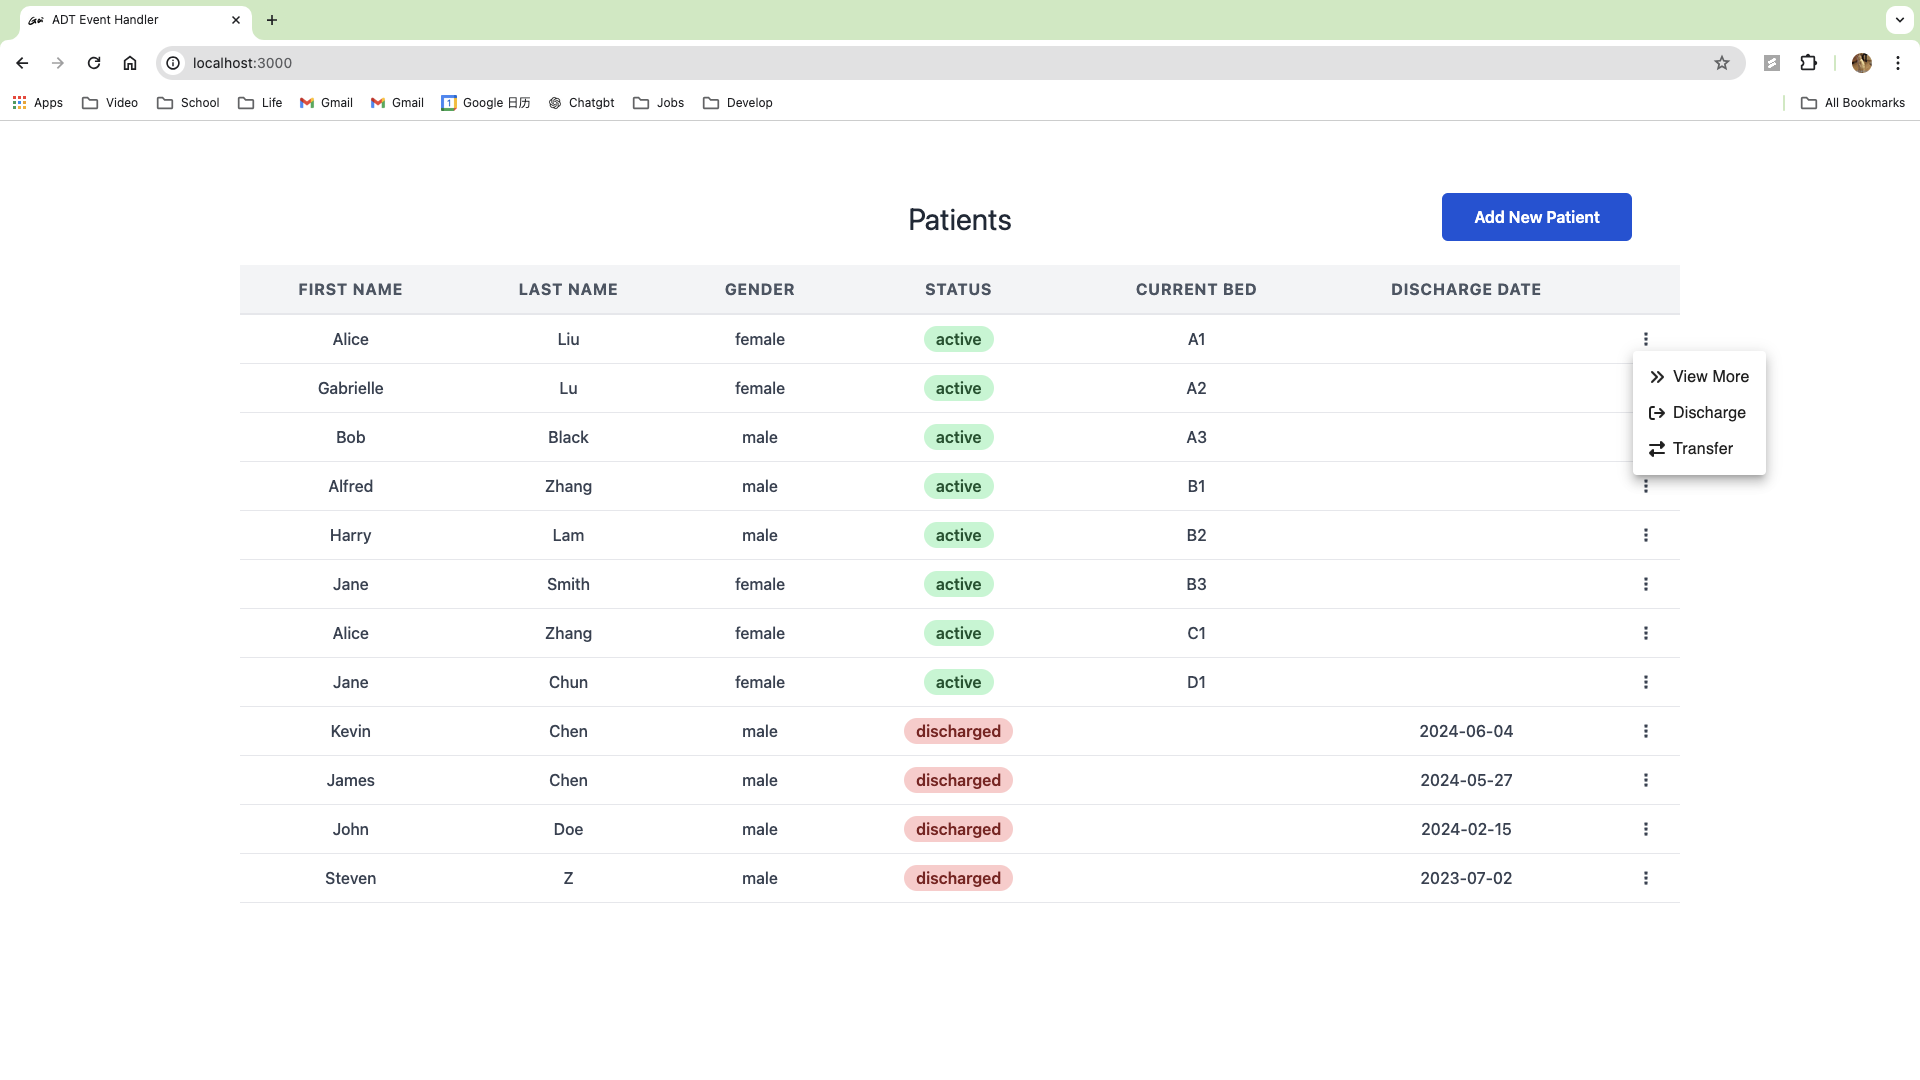 ADT Event Handler
localhost:3000
Apps Video School Life Gmail Gmail Google 日历 Chatgbt Jobs Develop All Bookmarks
Patients
Add New Patient
FIRST NAME LAST NAME GENDER STATUS CURRENT BED DISCHARGE DATE
Alice Liu female active A1
View More
Gabrielle Lu female active A2
Discharge
Bob Black male active A3
Transfer
Alfred Zhang male active B1
Harry Lam male active B2
Jane Smith female active B3
Alice Zhang female active C1
Jane Chun female active D1
Kevin Chen male discharged 2024-06-04
James Chen male discharged 2024-05-27
John Doe male discharged 2024-02-15
Steven Z male discharged 2023-07-02